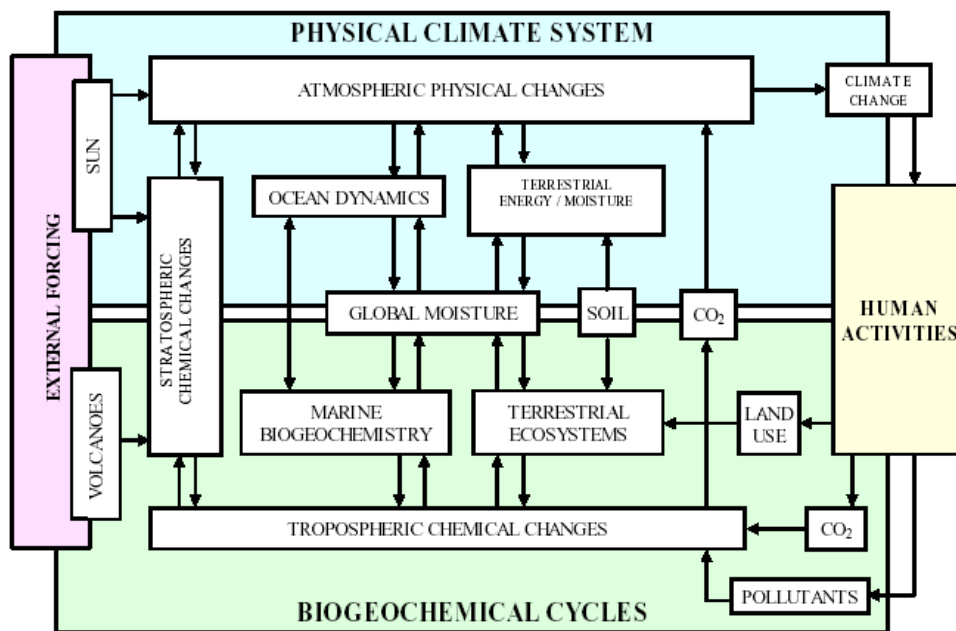 PHYSICAL CLIMATE SYSTEM
ATMOSPHERIC PHYSICAL CHANGES
CLIMATE
CHANGE
SUN
OCEAN DYNAMICS
TERRESTRIAL
ENERGY / MOISTURE
EXTERNAL FORCING
STRATOSPHERIC
CHEMICAL CHANGES
GLOBAL MOISTURE
SOIL
CO₂
HUMAN
ACTIVITIES
VOLCANOES
MARINE
BIOGEOCHEMISTRY
TERRESTRIAL
ECOSYSTEMS
LAND
USE
TROPOSPHERIC CHEMICAL CHANGES
CO₂
POLLUTANTS
BIOGEOCHEMICAL CYCLES